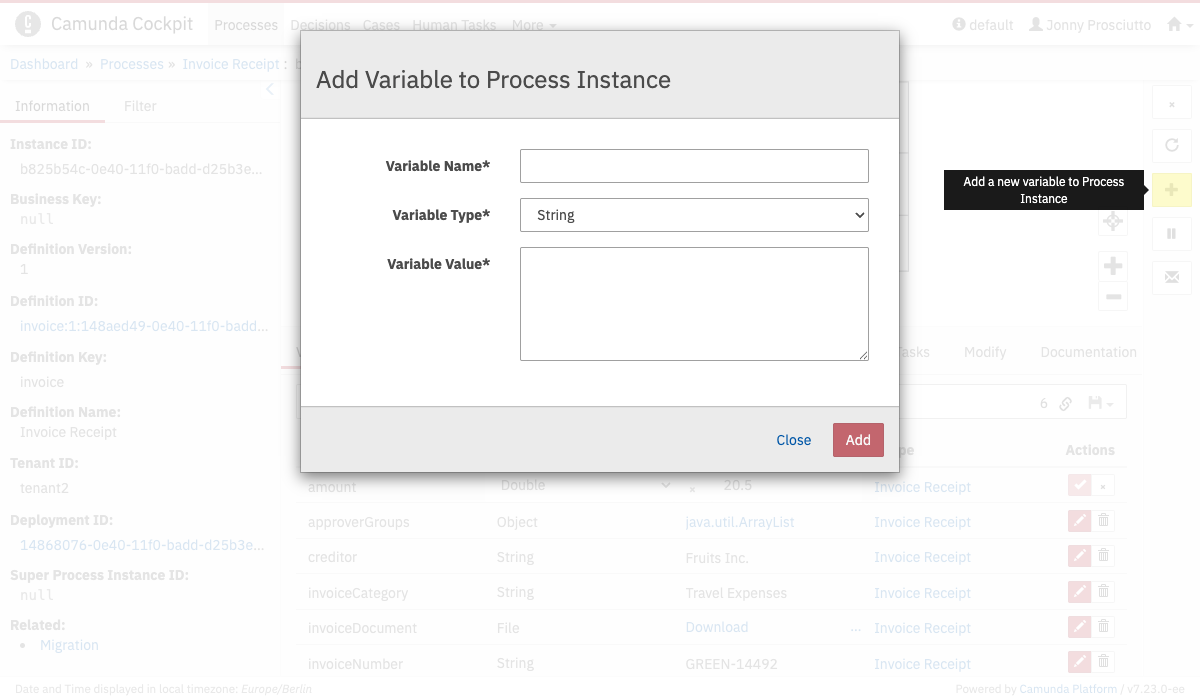 Camunda Cockpit Processes Decisions Cases Human Tasks More default Jonny Prosciutto
Dashboard » Processes » Invoice Receipt :
Information Filter
Instance ID:
b825b54c-0e40-11f0-badd-d25b3e...
Business Key:
null
Definition Version:
1
Definition ID:
invoice:1:148aed49-0e40-11f0-badd...
Definition Key:
invoice
Definition Name:
Invoice Receipt
Tenant ID:
tenant2
Deployment ID:
14868076-0e40-11f0-badd-d25b3e...
Super Process Instance ID:
null
Related:
• Migration
Add Variable to Process Instance
Variable Name*
Variable Type* String
Variable Value*
Close Add
Add a new variable to Process
Instance
Tasks Modify Documentation
6
Actions
amount Double 20.5 Invoice Receipt
approverGroups Object java.util.ArrayList Invoice Receipt
creditor String Fruits Inc. Invoice Receipt
invoiceCategory String Travel Expenses Invoice Receipt
invoiceDocument File Download ... Invoice Receipt
invoiceNumber String GREEN-14492 Invoice Receipt
Date and Time displayed in local timezone: Europe/Berlin
Powered by Camunda Platform / v7.23.0-ee